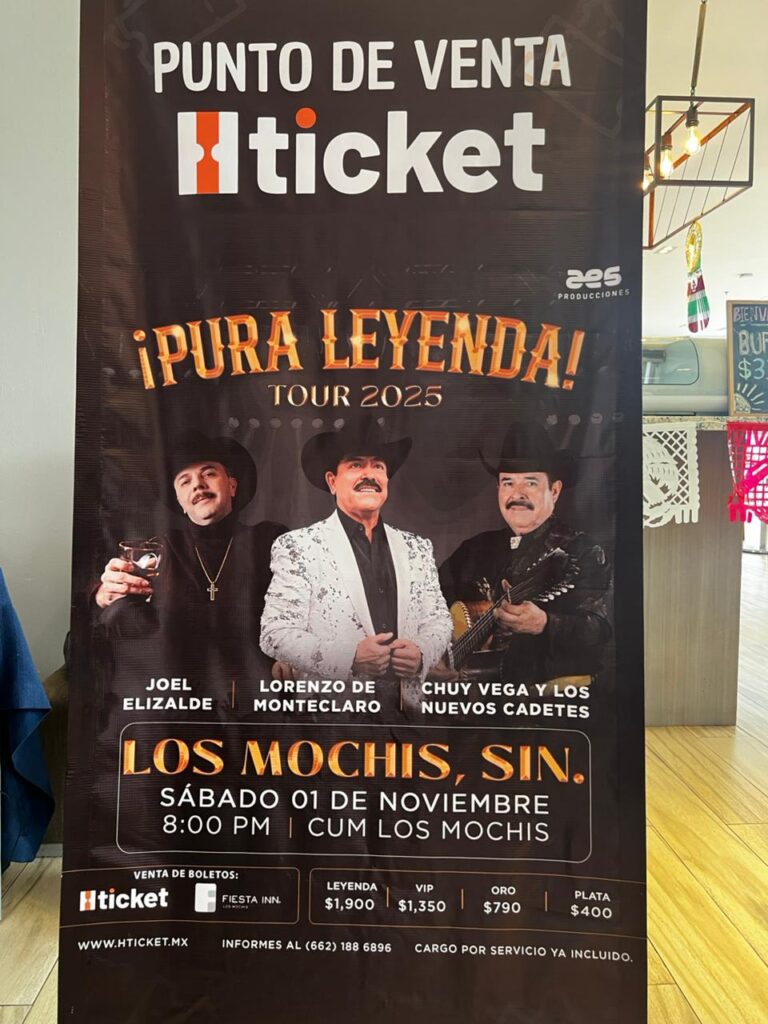 PUNTO DE VENTA
Hticket
aes
PRODUCCIONES
¡PURA LEYENDA!
TOUR 2025
JOEL
ELIZALDE
LORENZO DE
MONTECLARO
CHUY VEGA Y LOS
NUEVOS CADETES
LOS MOCHIS, SIN.
SÁBADO 01 DE NOVIEMBRE
8:00 PM | CUM LOS MOCHIS
VENTA DE BOLETOS:
Hticket
FIESTA INN.
LOS MOCHIS
LEYENDA
$1,900
VIP
$1,350
ORO
$790
PLATA
$400
WWW.HTICKET.MX
INFORMES AL (662) 188 6896
CARGO POR SERVICIO YA INCLUIDO.